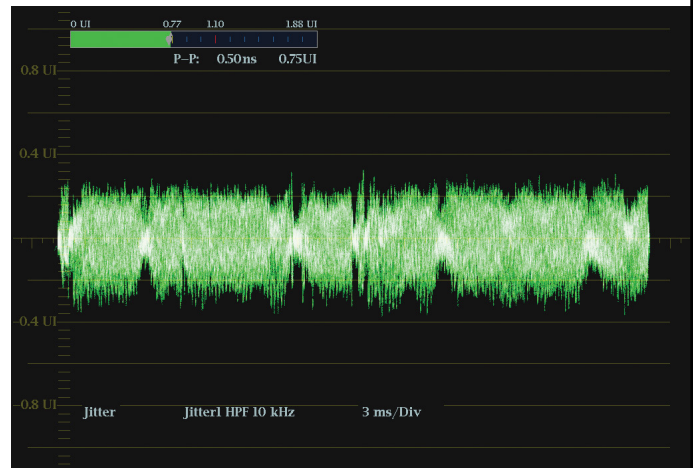 0 UI 0.77 1.10 1.88 UI
P-P: 0.50ns 0.75UI
0.8 UI
0.4 UI
-0.4 UI
-0.8 UI
Jitter Jitter1 HPF 10 kHz 3 ms/Div